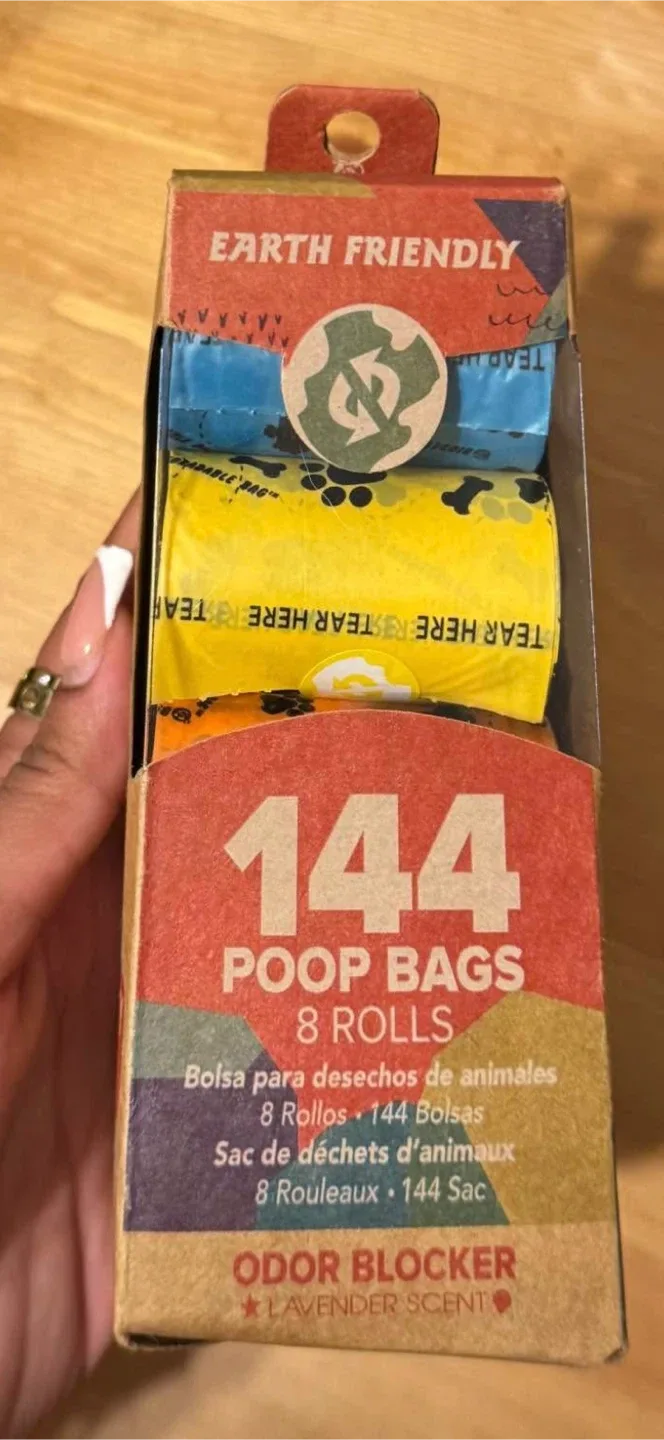 EARTH FRIENDLY
TEAR HERE
TEAR HERE TEAR HERE TEAR
144
POOP BAGS
8 ROLLS
Bolsa para desechos de animales
8 Rollos • 144 Bolsas
Sac de déchets d'animaux
8 Rouleaux • 144 Sac
ODOR BLOCKER
LAVENDER SCENT